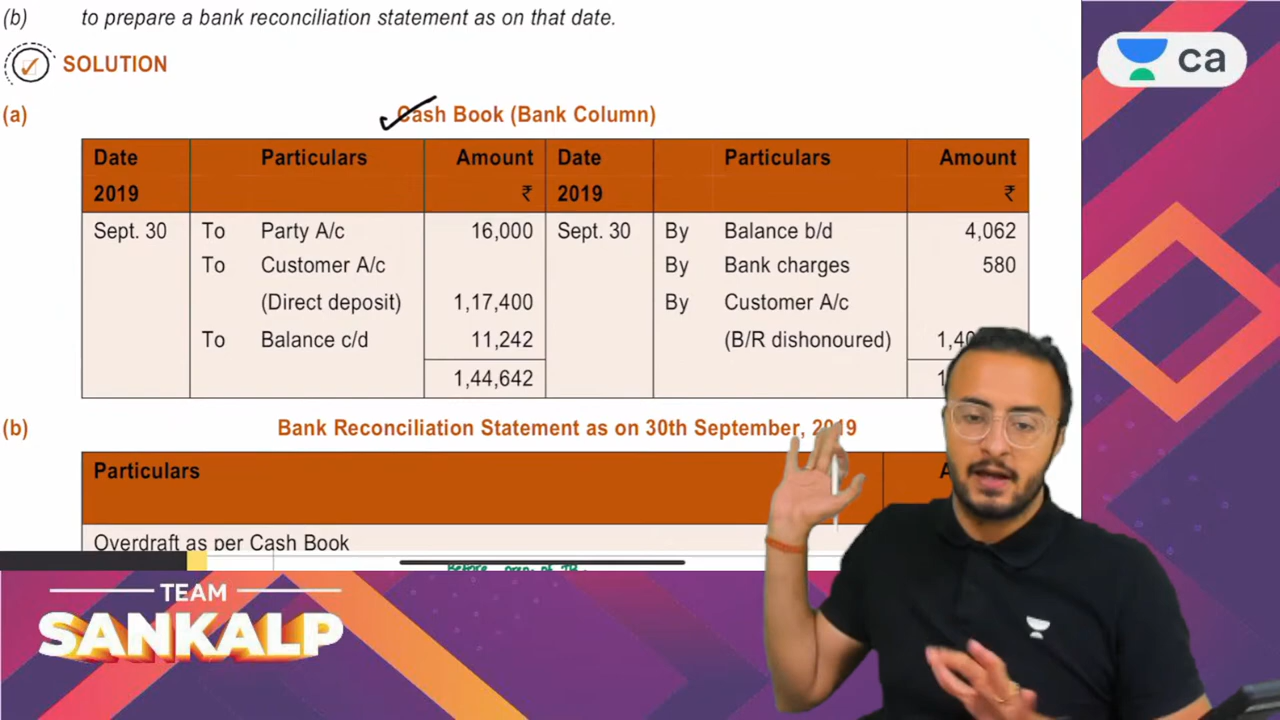 (b) to prepare a bank reconciliation statement as on that date.
SOLUTION
(a) Cash Book (Bank Column)
Date Particulars Amount Date Particulars Amount
2019 ₹ 2019 ₹
Sept. 30 To Party A/c 16,000 Sept. 30 By Balance b/d 4,062
To Customer A/c By Bank charges 580
(Direct deposit) 1,17,400 By Customer A/c
To Balance c/d 11,242 (B/R dishonoured)
1,44,642
(b) Bank Reconciliation Statement as on 30th September, 2019
Particulars
Overdraft as per Cash Book
TEAM
SANKALP
ca